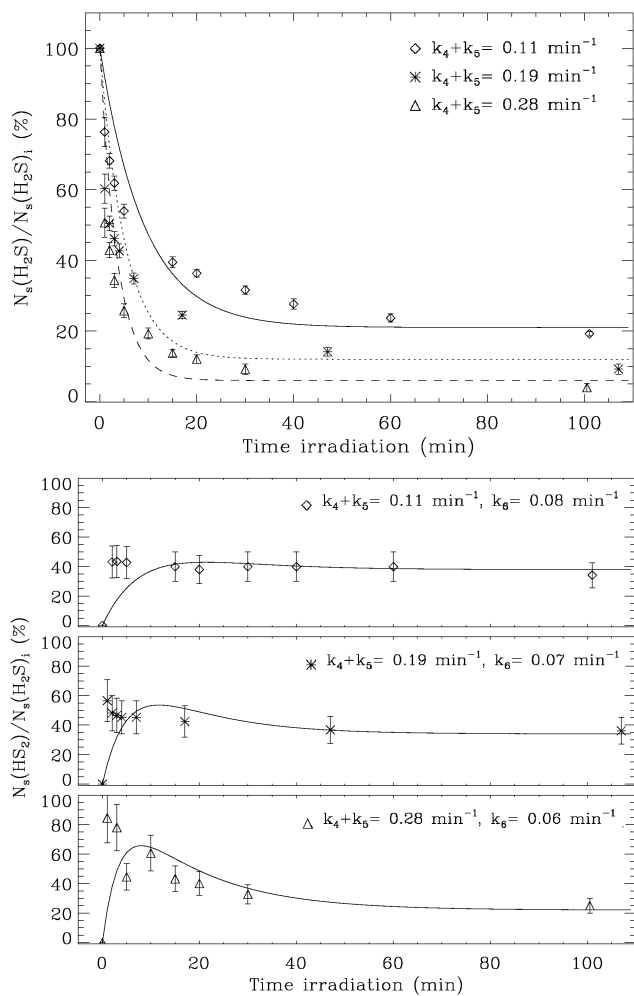 k₄+k₅= 0.11 min⁻¹
k₄+k₅= 0.19 min⁻¹
k₄+k₅= 0.28 min⁻¹
Nₛ(H₂S)/Nₛ(H₂S)ᵢ (%)
100
80
60
40
20
0
0 20 40 60 80 100
Time irradiation (min)
Nₛ(HS₂)/Nₛ(H₂S)ᵢ (%)
100
80
60
40
20
0
k₄+k₅= 0.11 min⁻¹, k₆= 0.08 min⁻¹
100
80
60
40
20
0
k₄+k₅= 0.19 min⁻¹, k₆= 0.07 min⁻¹
100
80
60
40
20
0
k₄+k₅= 0.28 min⁻¹, k₆= 0.06 min⁻¹
0 20 40 60 80 100
Time irradiation (min)